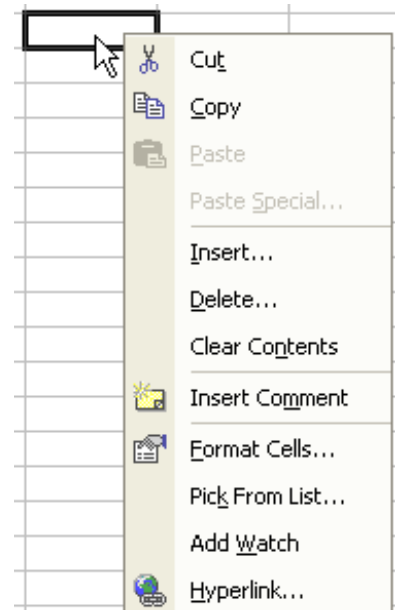 Cut
Copy
Paste
Paste Special...
Insert...
Delete...
Clear Contents
Insert Comment
Format Cells...
Pick From List...
Add Watch
Hyperlink...